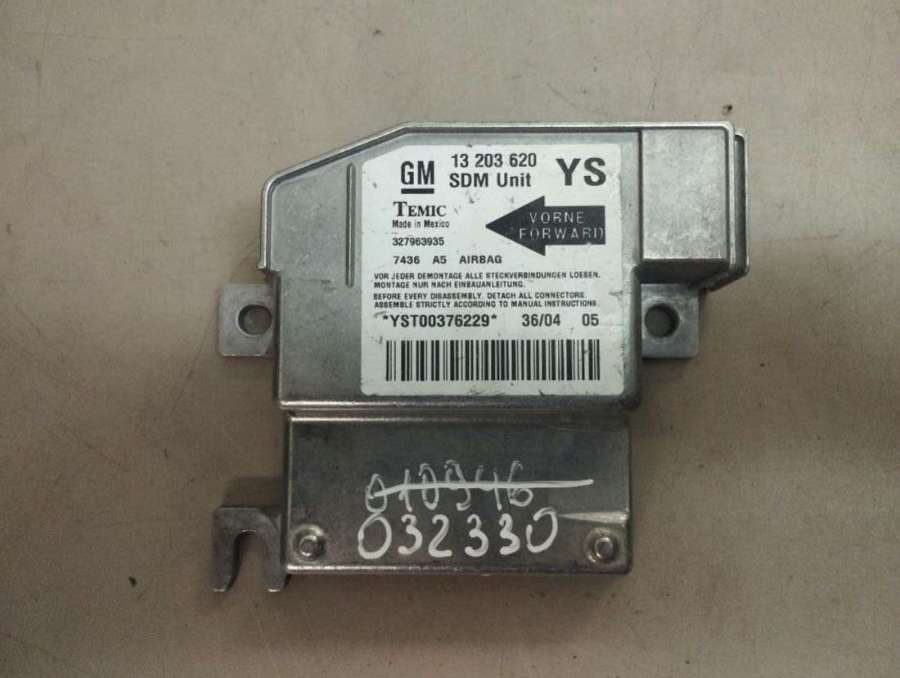 GM 13 203 620 YS
SDM Unit
TEMIC
Made in Mexico
VORNE
FORWARD
327963935
7436 A5 AIRBAG
VOR JEDER DEMONTAGE ALLE STECKVERBINDUNGEN LOESEN.
MONTAGE NUR NACH EINBAUANLEITUNG.
BEFORE EVERY DISASSEMBLY, DETACH ALL CONNECTORS.
ASSEMBLE STRICTLY ACCORDING TO MANUAL INSTRUCTIONS.
*YST00376229* 36/04 05
010946
032330